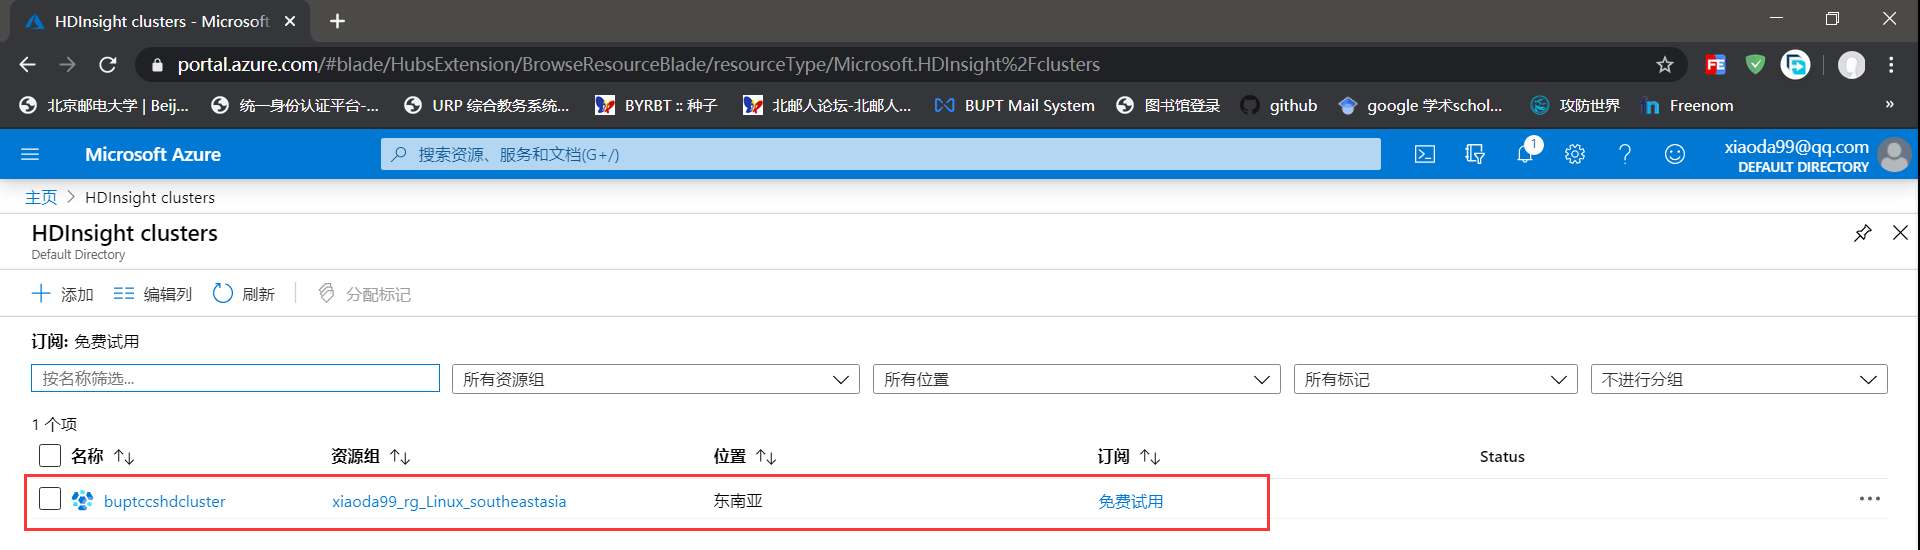 HDInsight clusters - Microsoft
portal.azure.com/#blade/HubsExtension/BrowseResourceBlade/resourceType/Microsoft.HDInsight%2Fclusters
FE
北京邮电大学 | Beij... 统一身份认证平台-... URP 综合教务系统... BYRBT :: 种子 北邮人论坛-北邮人... BUPT Mail System 图书馆登录 github google 学术schol... 攻防世界 Freenom »
Microsoft Azure
搜索资源、服务和文档(G+/)
1
xiaoda99@qq.com
DEFAULT DIRECTORY
主页 > HDInsight clusters
HDInsight clusters
Default Directory
添加 编辑列 刷新 分配标记
订阅: 免费试用
按名称筛选... 所有资源组 所有位置 所有标记 不进行分组
1 个项
名称 ↑↓ 资源组 ↑↓ 位置 ↑↓ 订阅 ↑↓ Status
buptccshdcluster xiaoda99_rg_Linux_southeastasia 东南亚 免费试用